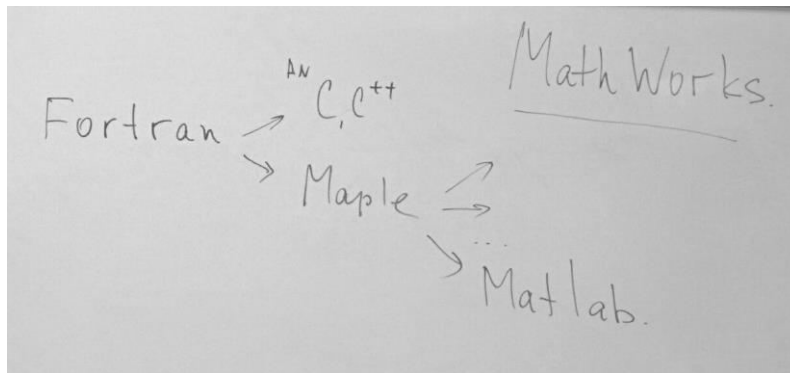 MathWorks.
AN
C, C++
Fortran
Maple
...
Matlab.